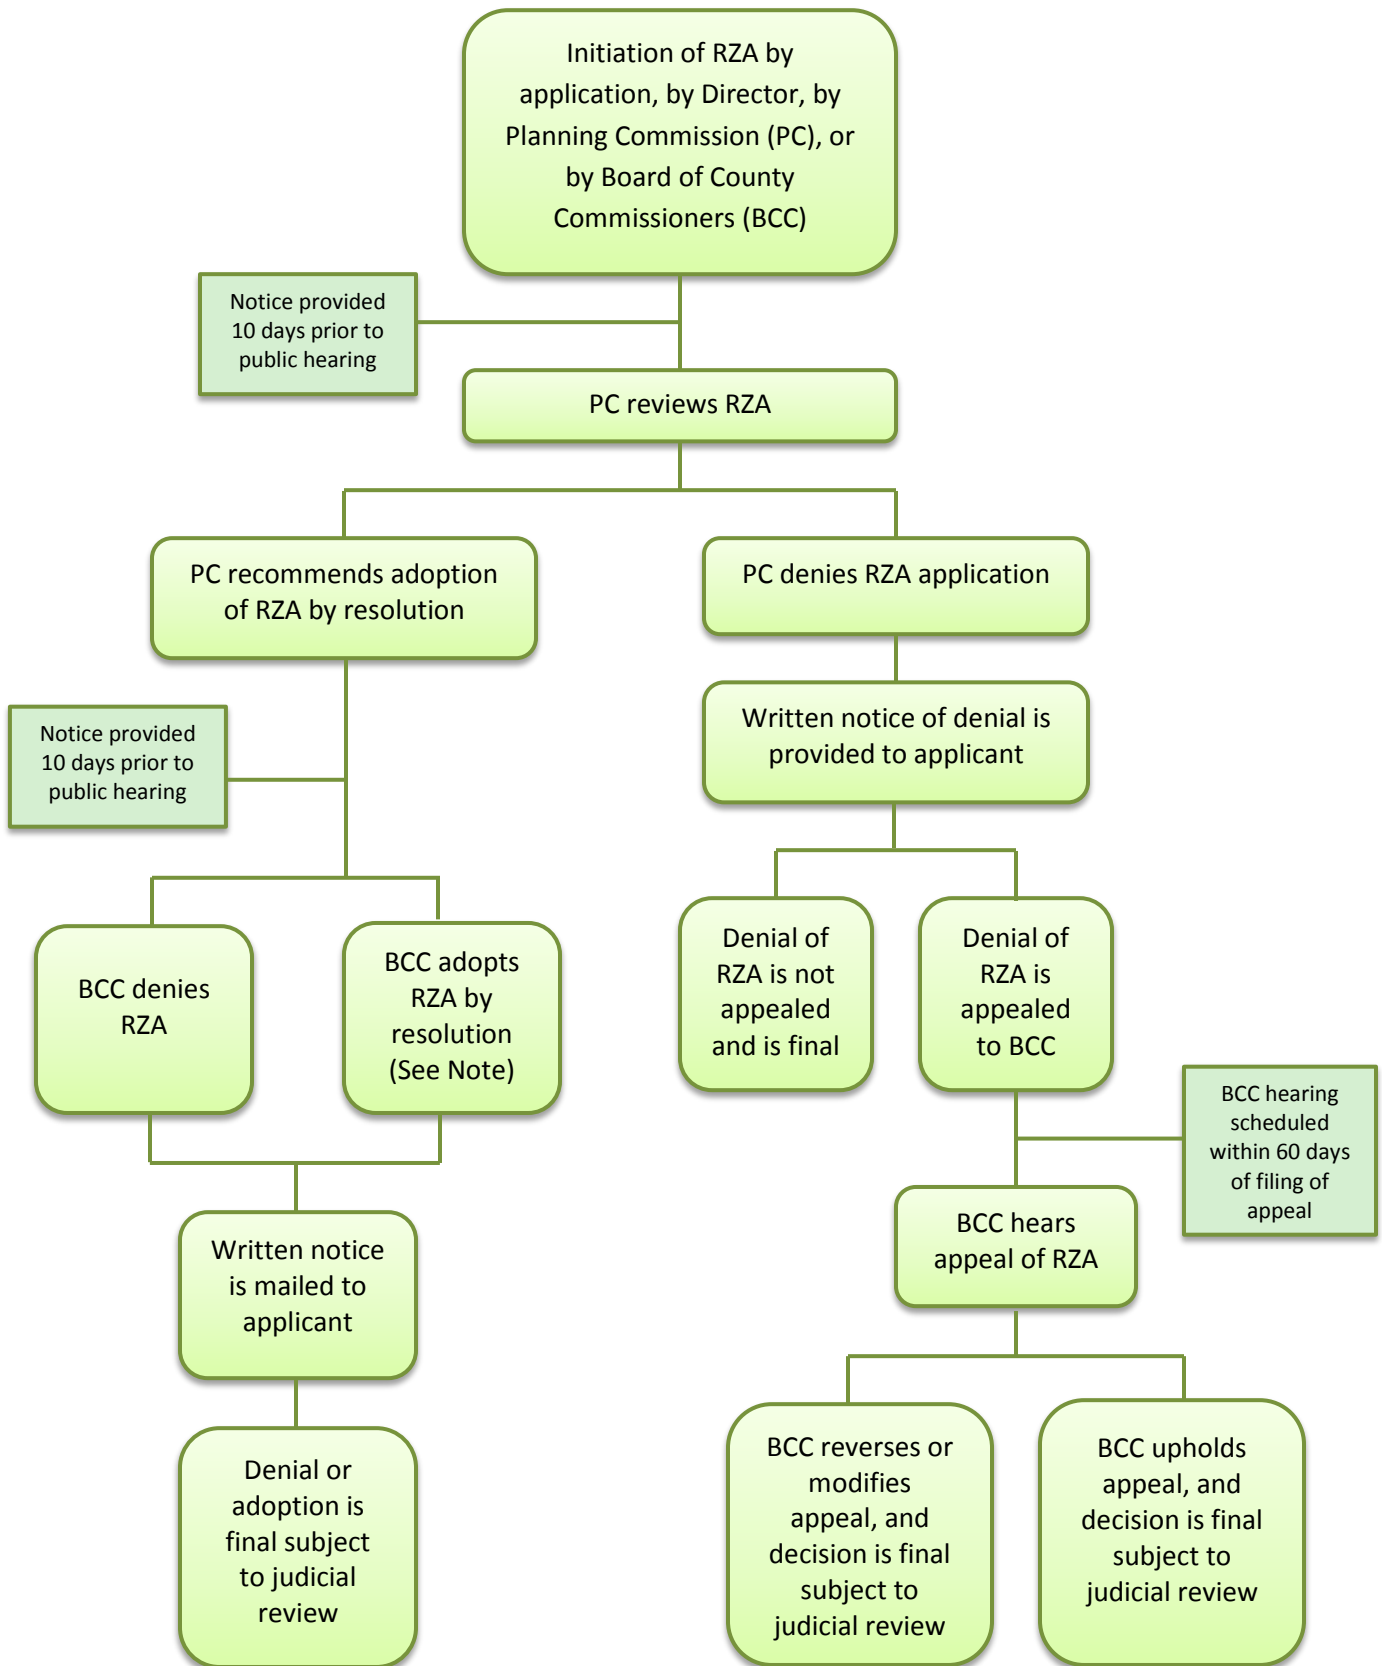 Initiation of RZA by
application, by Director, by
Planning Commission (PC), or
by Board of County
Commissioners (BCC)
Notice provided
10 days prior to
public hearing
PC reviews RZA
PC recommends adoption
of RZA by resolution
PC denies RZA application
Written notice of denial is
provided to applicant
Notice provided
10 days prior to
public hearing
BCC denies
RZA
BCC adopts
RZA by
resolution
(See Note)
Denial of
RZA is not
appealed
and is final
Denial of
RZA is
appealed
to BCC
BCC hearing
scheduled
within 60 days
of filing of
appeal
Written notice
is mailed to
applicant
BCC hears
appeal of RZA
Denial or
adoption is
final subject
to judicial
review
BCC reverses or
modifies
appeal, and
decision is final
subject to
judicial review
BCC upholds
appeal, and
decision is final
subject to
judicial review